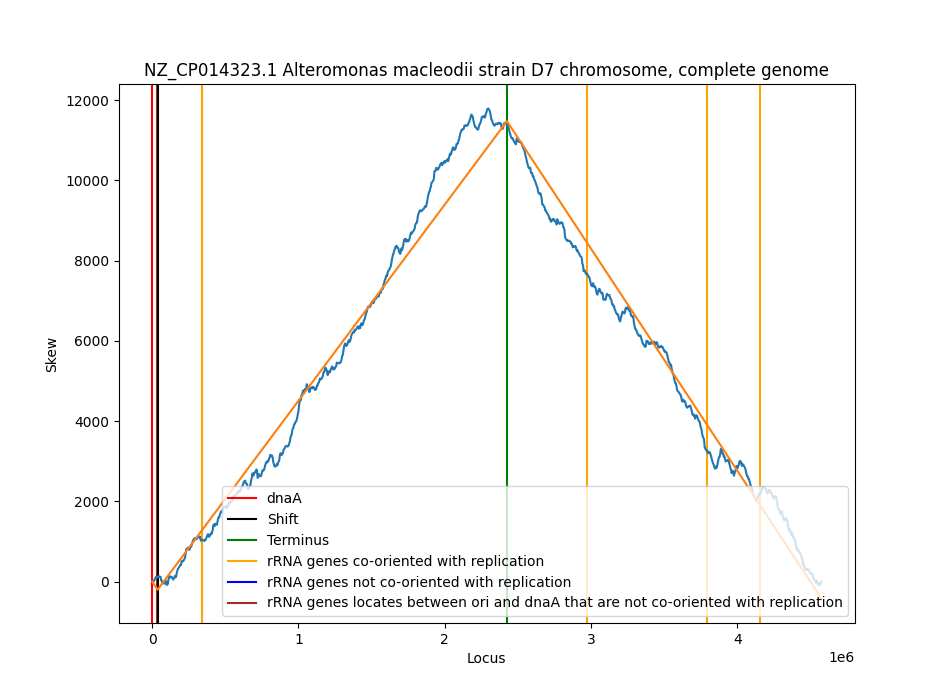 NZ_CP014323.1 Alteromonas macleodii strain D7 chromosome, complete genome
12000
10000
8000
6000
4000
2000
0
Skew
dnaA
Shift
Terminus
rRNA genes co-oriented with replication
rRNA genes not co-oriented with replication
rRNA genes locates between ori and dnaA that are not co-oriented with replication
0 1 2 3 4
1e6
Locus